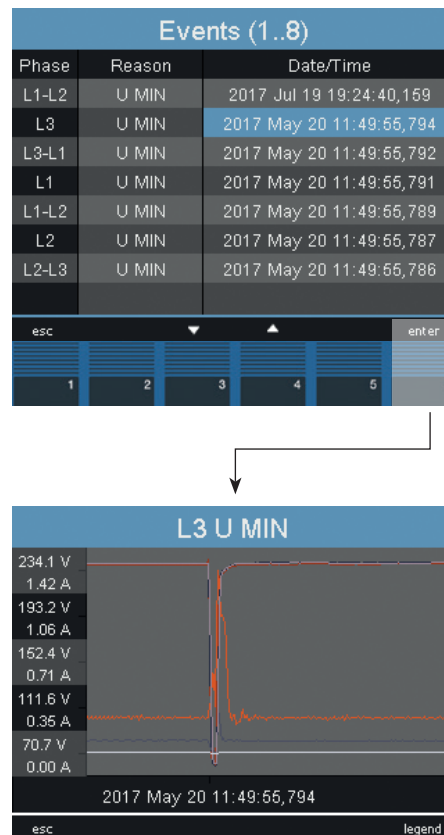 Events (1..8)
Phase Reason Date/Time
L1-L2 U MIN 2017 Jul 19 19:24:40,159
L3 U MIN 2017 May 20 11:49:55,794
L3-L1 U MIN 2017 May 20 11:49:55,792
L1 U MIN 2017 May 20 11:49:55,791
L1-L2 U MIN 2017 May 20 11:49:55,789
L2 U MIN 2017 May 20 11:49:55,787
L2-L3 U MIN 2017 May 20 11:49:55,786
esc enter
1 2 3 4 5
L3 U MIN
234.1 V
1.42 A
193.2 V
1.06 A
152.4 V
0.71 A
111.6 V
0.35 A
70.7 V
0.00 A
2017 May 20 11:49:55,794
esc legend